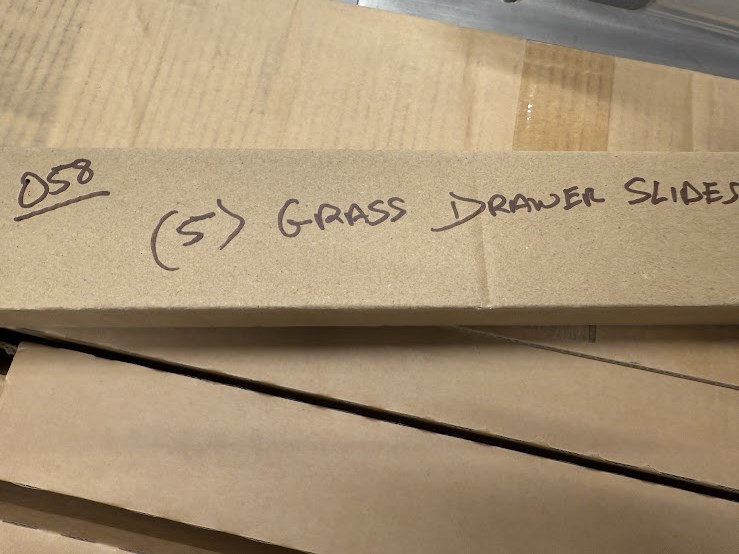 058
(5) GRASS DRAWER SLIDES